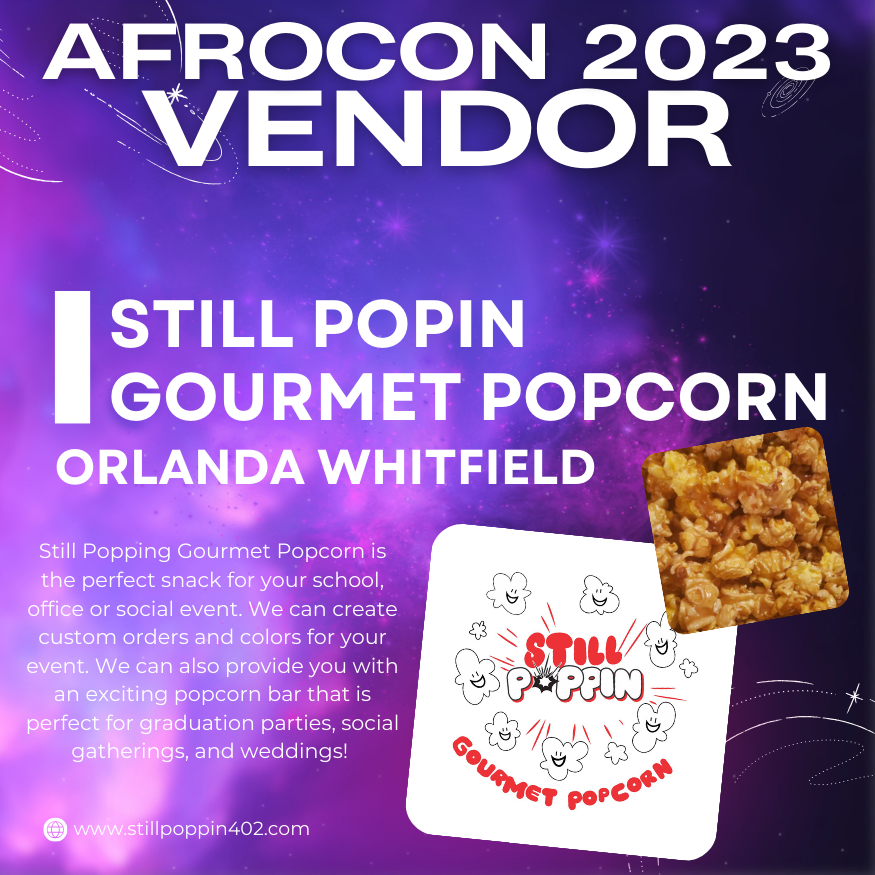 AFROCON 2023
VENDOR
STILL POPIN
GOURMET POPCORN
ORLANDA WHITFIELD
Still Popping Gourmet Popcorn is
the perfect snack for your school,
office or social event. We can create
custom orders and colors for your
event. We can also provide you with
an exciting popcorn bar that is
perfect for graduation parties, social
gatherings, and weddings!
www.stillpoppin402.com
STILL
POPPIN
GOURMET POPCORN